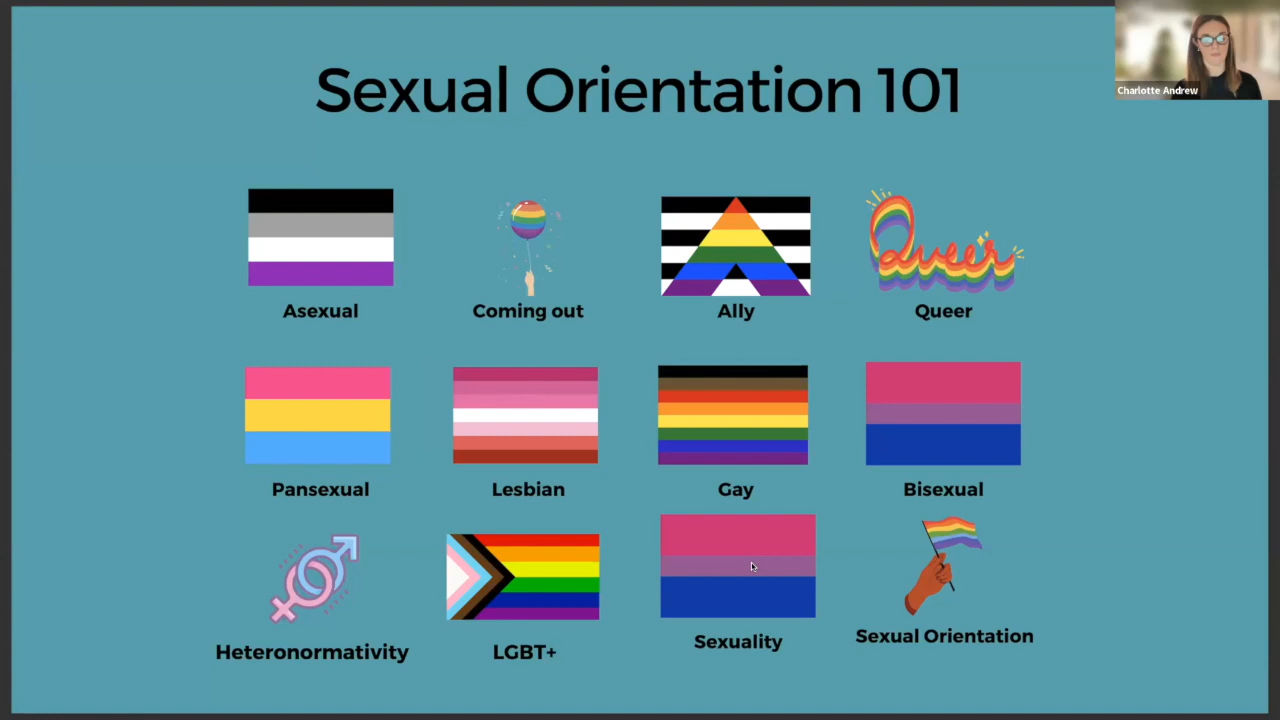 Sexual Orientation 101
Charlotte Andrew
Asexual
Coming out
Ally
Queer
Queer
Pansexual
Lesbian
Gay
Bisexual
Heteronormativity
LGBT+
Sexuality
Sexual Orientation